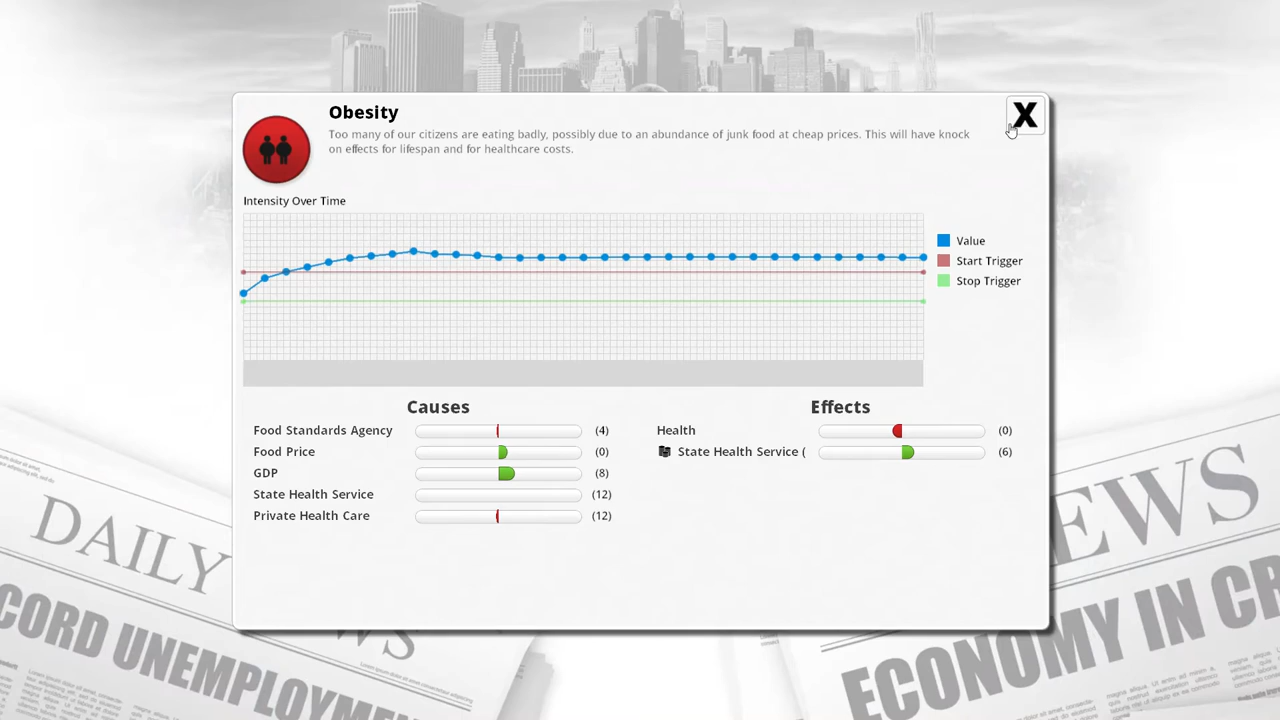 Obesity
X
Too many of our citizens are eating badly, possibly due to an abundance of junk food at cheap prices. This will have knock
on effects for lifespan and for healthcare costs.
Intensity Over Time
Value
Start Trigger
Stop Trigger
Causes
Effects
Food Standards Agency (4)
Health (0)
Food Price (0)
State Health Service ( (6)
GDP (8)
State Health Service (12)
Private Health Care (12)
DAILY
WS
EWS
CORD UNEMPLOYME
ECONOMY IN CR